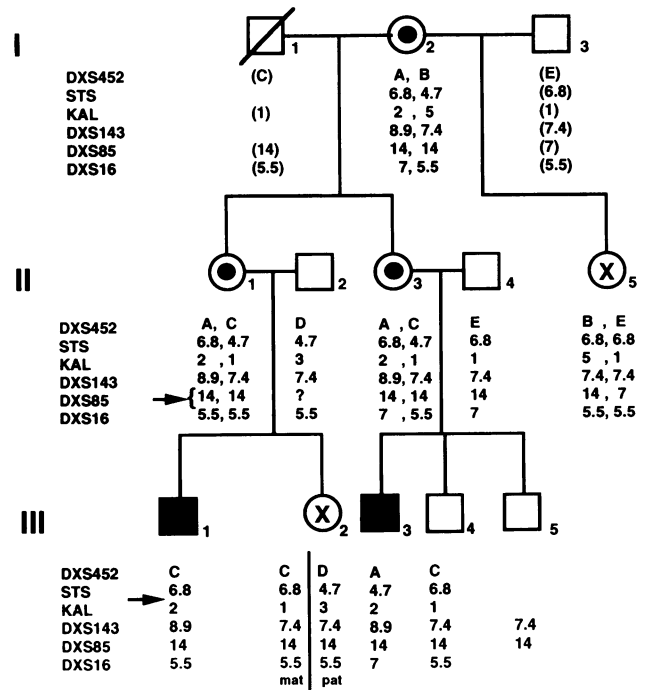 1 2 3
I
DXS452 (C) A, B (E)
STS 6.8, 4.7 (6.8)
KAL (1) 2 , 5 (1)
DXS143 8.9, 7.4 (7.4)
DXS85 (14) 14, 14 (7)
DXS16 (5.5) 7, 5.5 (5.5)
II
1 2 3 4 X 5
DXS452 A, C D A , C E B , E
STS 6.8, 4.7 4.7 6.8, 4.7 6.8 6.8, 6.8
KAL 2 , 1 3 2 , 1 1 5 , 1
DXS143 8.9, 7.4 7.4 8.9, 7.4 7.4 7.4, 7.4
DXS85 { 14, 14 ? 14 , 14 14 14 , 7
DXS16 5.5, 5.5 5.5 7 , 5.5 7 5.5, 5.5
III
1 X 2 3 4 5
DXS452 C C D A C
STS 6.8 6.8 4.7 4.7 6.8
KAL 2 1 3 2 1
DXS143 8.9 7.4 7.4 8.9 7.4 7.4
DXS85 14 14 14 14 14 14
DXS16 5.5 5.5 5.5 7 5.5
mat pat